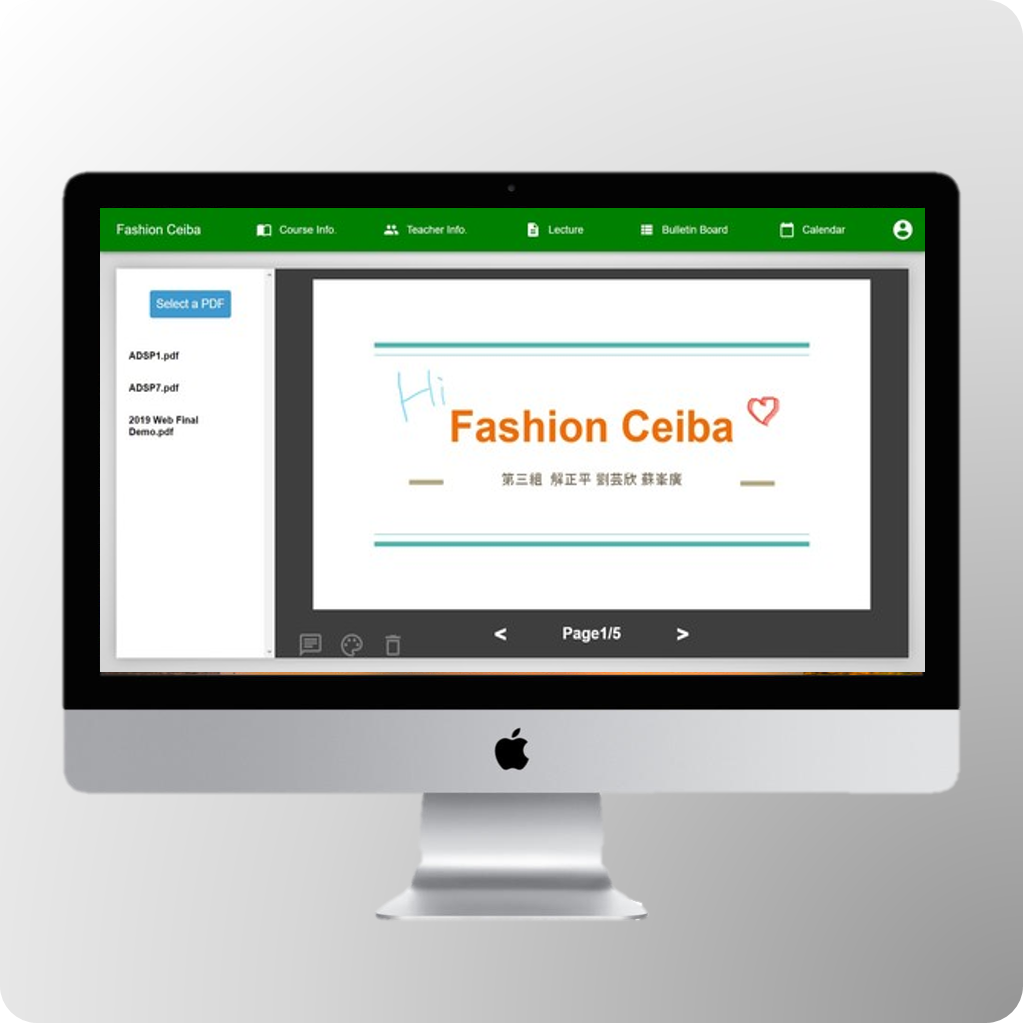 Fashion Ceiba
Course Info.
Teacher Info.
Lecture
Bulletin Board
Calendar
Select a PDF
ADSP1.pdf
ADSP7.pdf
2019 Web Final
Demo.pdf
Hi
Fashion Ceiba
第三組 解正平 劉芸欣 蘇峯廣
< Page1/5 >